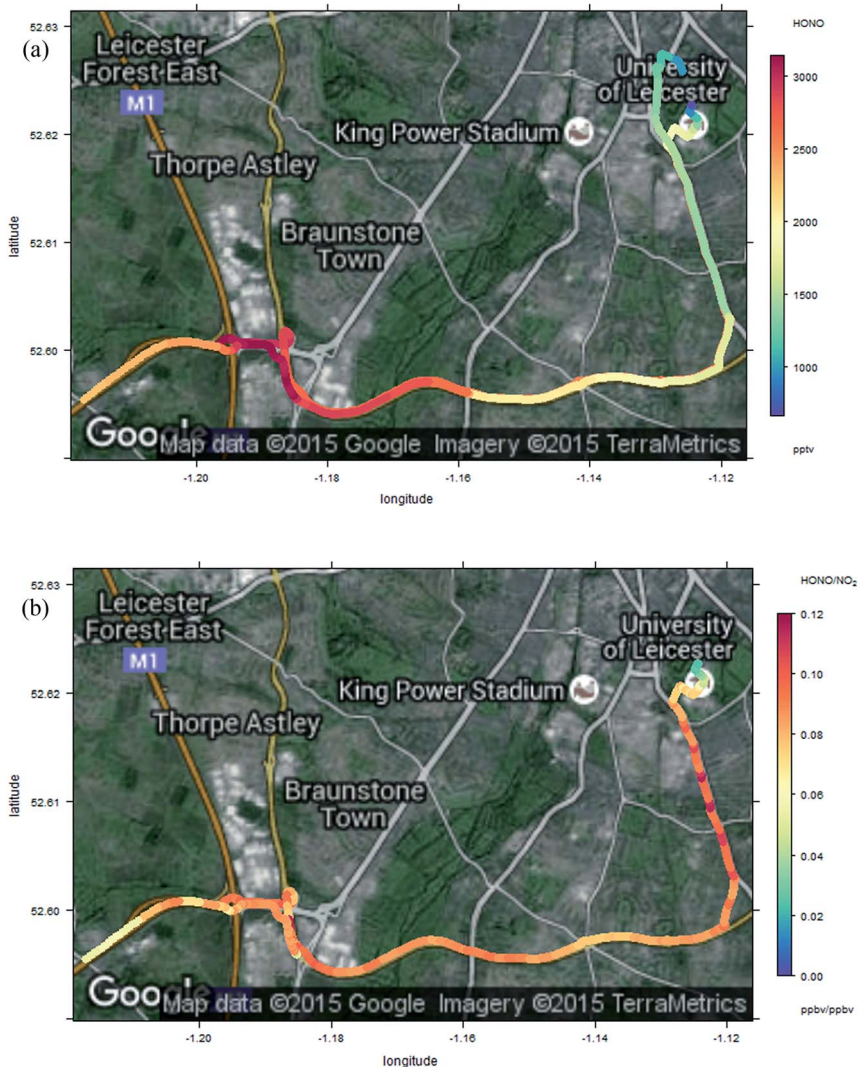 (a)
HONO
Leicester
Forest East
M1
Thorpe Astley
University
of Leicester
King Power Stadium
Braunstone
Town
Google
Map data ©2015 Google Imagery ©2015 TerraMetrics
latitude
52.63
52.62
52.61
52.60
-1.20
-1.18
-1.16
-1.14
-1.12
longitude
3000
2500
2000
1500
1000
pptv
(b)
HONO/NO₂
Leicester
Forest East
M1
Thorpe Astley
University
of Leicester
King Power Stadium
Braunstone
Town
Google
Map data ©2015 Google Imagery ©2015 TerraMetrics
latitude
52.63
52.62
52.61
52.60
-1.20
-1.18
-1.16
-1.14
-1.12
longitude
0.12
0.10
0.08
0.06
0.04
0.02
0.00
ppbv/ppbv